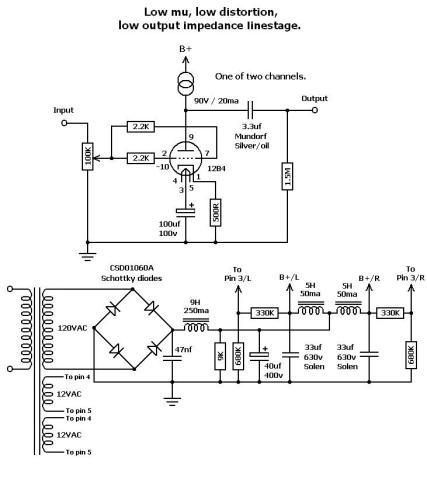 Low mu, low distortion,
low output impedance linestage.
B+
One of two channels.
90V / 20ma
Input
Output
2.2K
3.3uf
Mundorf
Silver/oil
9
100K
2.2K
2
7
-10
12B4
4
1
3
5
1.5M
100uf
100v
+
500R
CSD01060A
Schottky diodes
To
Pin 3/L
B+/L
5H
50ma
5H
50ma
B+/R
To
Pin 3/R
9H
250ma
330K
330K
120VAC
47nf
9K
680K
+
40uf
400v
33uf
630v
Solen
33uf
630v
Solen
680K
To pin 4
12VAC
To pin 5
To pin 4
12VAC
To pin 5